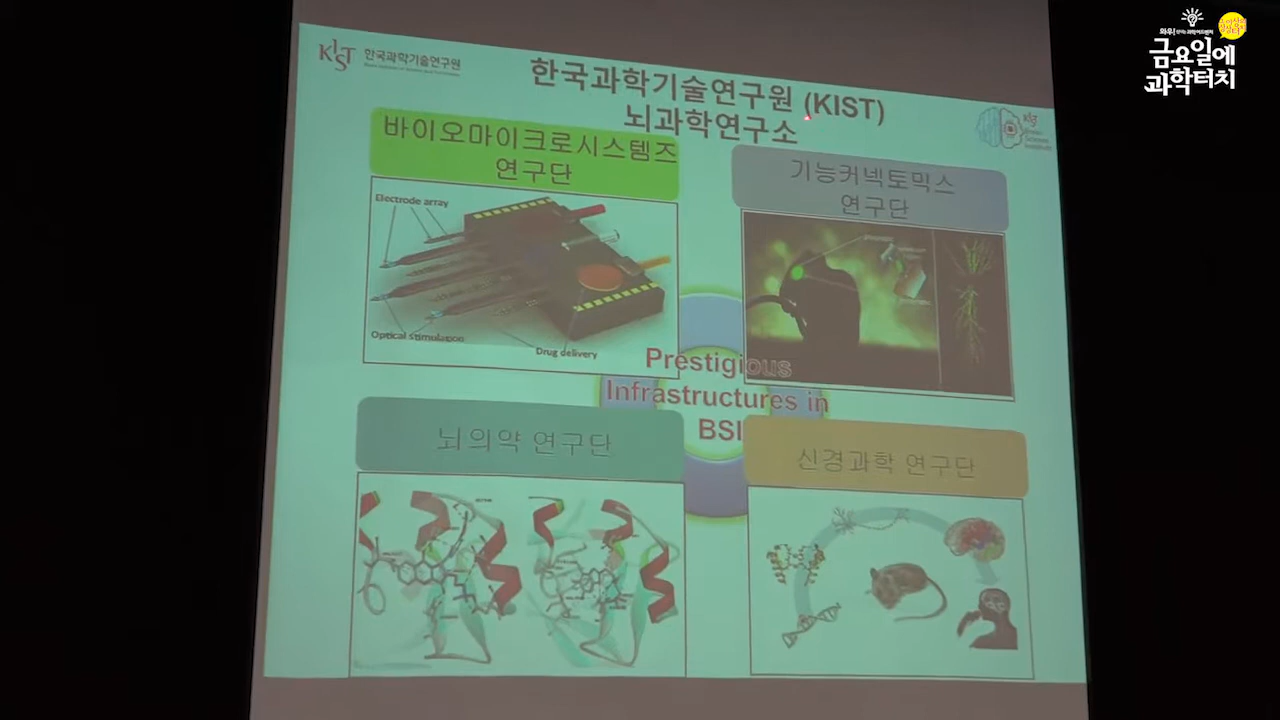 KIST 한국과학기술연구원
한국과학기술연구원 (KIST)
뇌과학연구소
KIST
바이오마이크로시스템즈
연구단
기능커넥토믹스
연구단
Electrode array
Optical stimulation
Drug delivery
Prestigious
Infrastructures in
BSI
뇌의약 연구단
신경과학 연구단
금요일에
과학터치